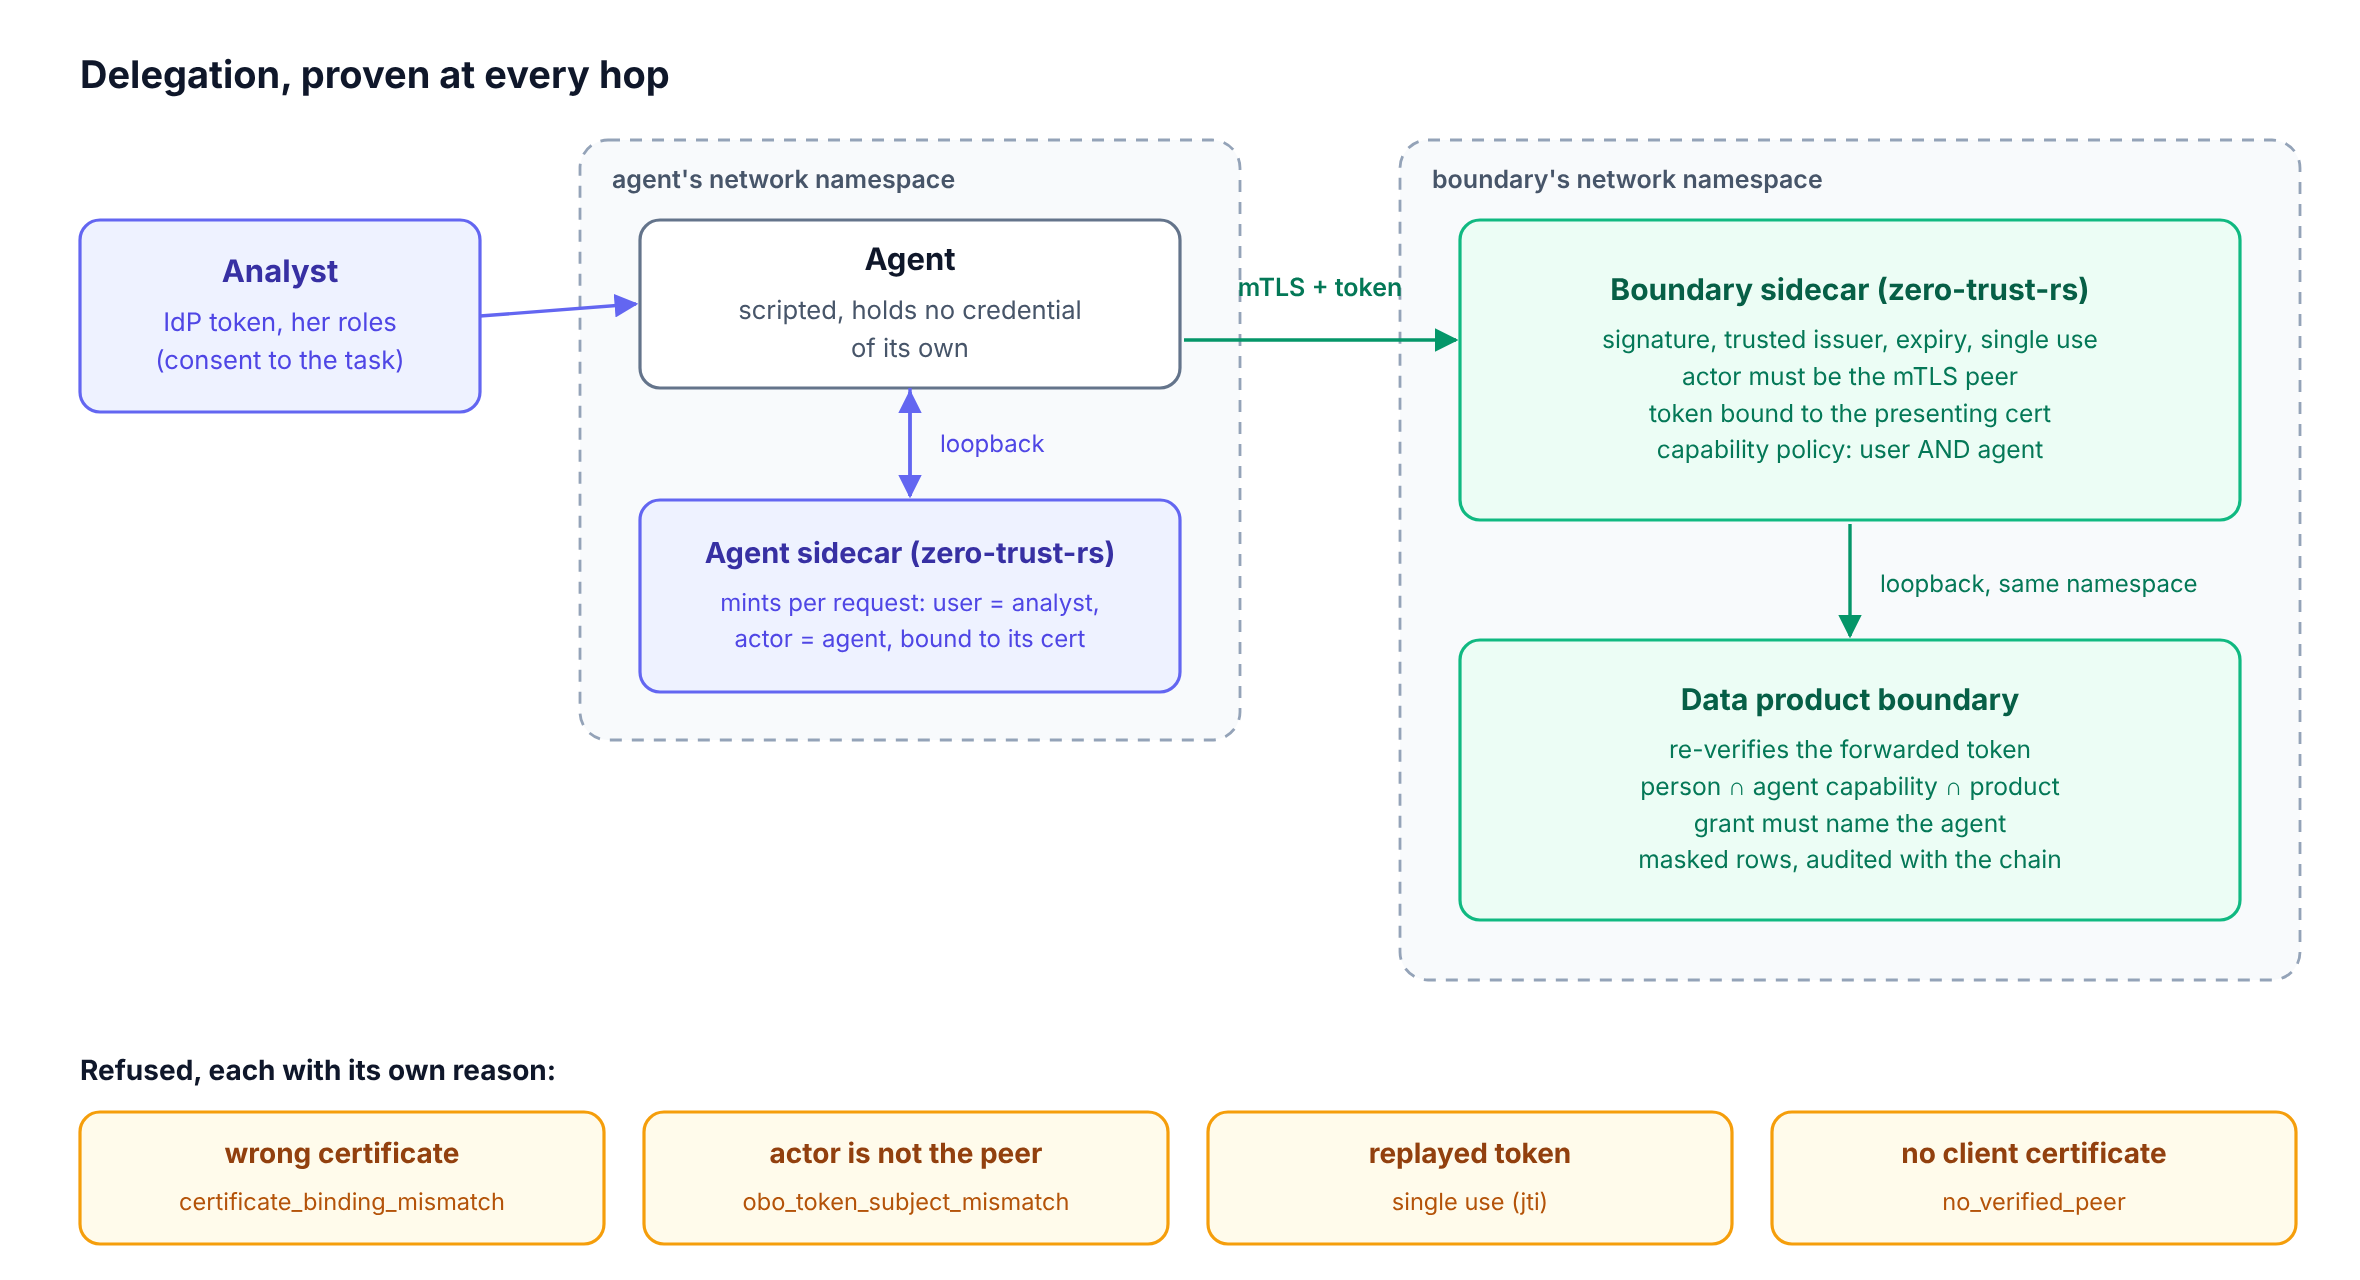 Delegation, proven at every hop
agent's network namespace
boundary's network namespace
Analyst
IdP token, her roles
(consent to the task)
Agent
scripted, holds no credential
of its own
mTLS + token
Boundary sidecar (zero-trust-rs)
signature, trusted issuer, expiry, single use
actor must be the mTLS peer
token bound to the presenting cert
capability policy: user AND agent
loopback
Agent sidecar (zero-trust-rs)
mints per request: user = analyst,
actor = agent, bound to its cert
loopback, same namespace
Data product boundary
re-verifies the forwarded token
person ∩ agent capability ∩ product
grant must name the agent
masked rows, audited with the chain
Refused, each with its own reason:
wrong certificate
certificate_binding_mismatch
actor is not the peer
obo_token_subject_mismatch
replayed token
single use (jti)
no client certificate
no_verified_peer